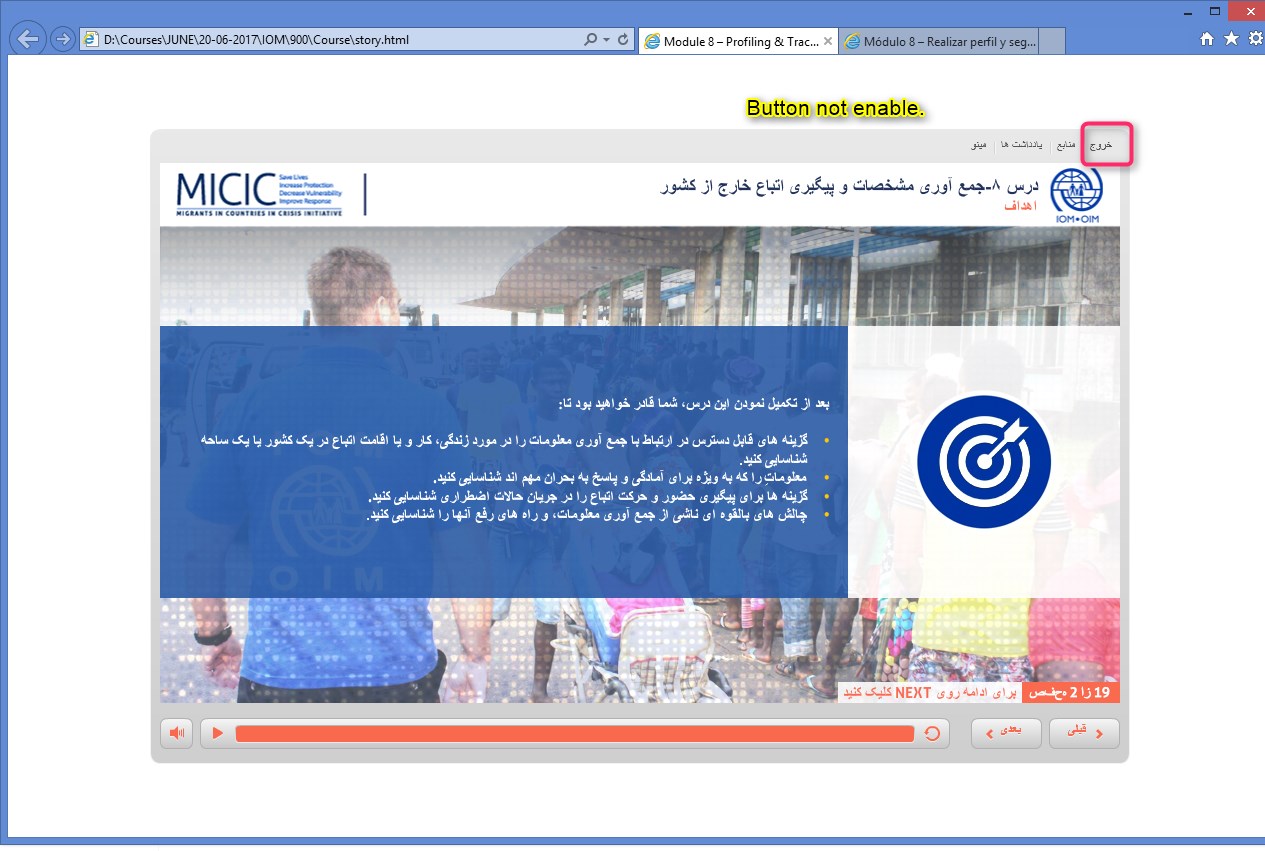 D:\Courses\JUNE\20-06-2017\IOM\900\Course\story.html
Module 8 – Profiling & Trac...
Módulo 8 – Realizar perfil y seg...
Button not enable.
خروج
منابع
یادداشت ها
مینو
MICIC
Save Lives
Increase Protection
Decrease Vulnerability
Improve Response
MIGRANTS IN COUNTRIES IN CRISIS INITIATIVE
درس ۸-جمع آوری مشخصات و پیگیری اتباع خارج از کشور
اهداف
IOM•OIM
بعد از تکمیل نمودن این درس، شما قادر خواهید بود تا:
• گزینه های قابل دسترس در ارتباط با جمع آوری معلومات را در مورد زندگی، کار و یا اقامت اتباع در یک کشور یا یک ساحه
شناسایی کنید.
• معلوماتِ را که به ویژه برای آمادگی و پاسخ به بحران مهم اند شناسایی کنید.
• گزینه ها برای پیگیری حضور و حرکت اتباع را در جریان حالات اضطراری شناسایی کنید.
• چالش های بالقوه ای ناشی از جمع آوری معلومات، و راه های رفع آنها را شناسایی کنید.
OIM
برای ادامه روی NEXT کلیک کنید
19 زا 2 هحفص
بعدی
قبلی